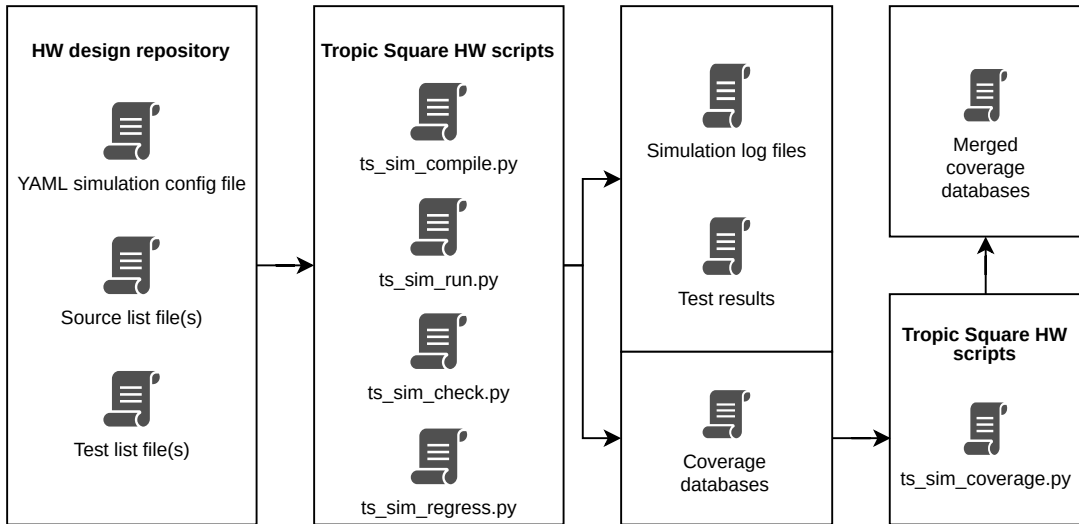 HW design repository
YAML simulation config file
Source list file(s)
Test list file(s)
Tropic Square HW scripts
ts_sim_compile.py
ts_sim_run.py
ts_sim_check.py
ts_sim_regress.py
Simulation log files
Test results
Coverage
databases
Merged
coverage
databases
Tropic Square HW
scripts
ts_sim_coverage.py